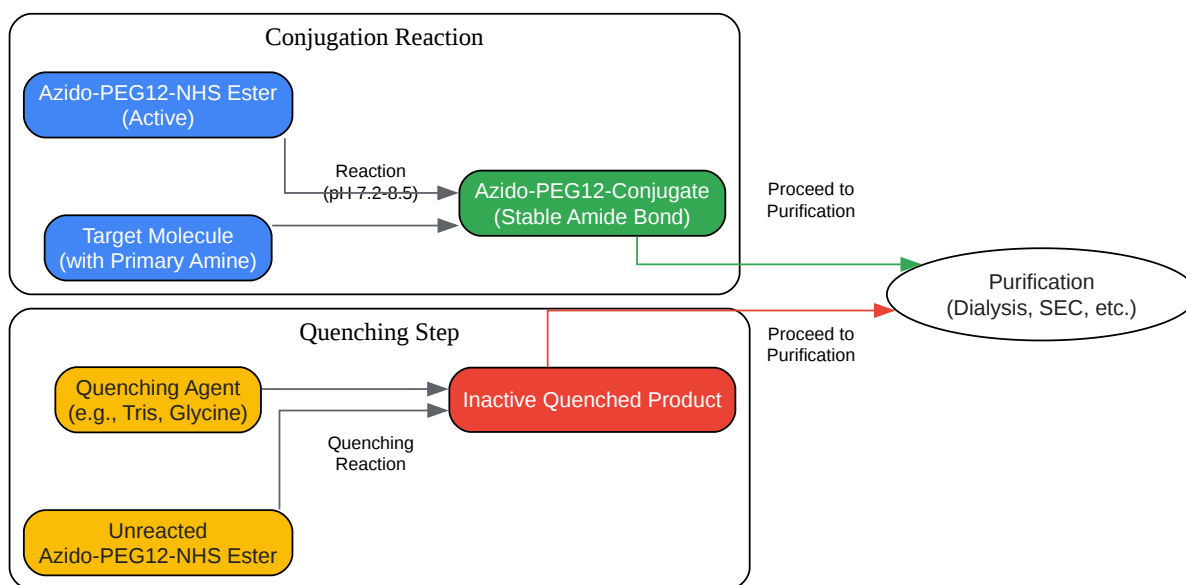 Conjugation Reaction
Azido-PEG12-NHS Ester
(Active)
Reaction
(pH 7.2-8.5)
Target Molecule
(with Primary Amine)
Azido-PEG12-Conjugate
(Stable Amide Bond)
Proceed to
Purification
Purification
(Dialysis, SEC, etc.)
Quenching Step
Quenching Agent
(e.g., Tris, Glycine)
Quenching
Reaction
Unreacted
Azido-PEG12-NHS Ester
Inactive Quenched Product
Proceed to
Purification